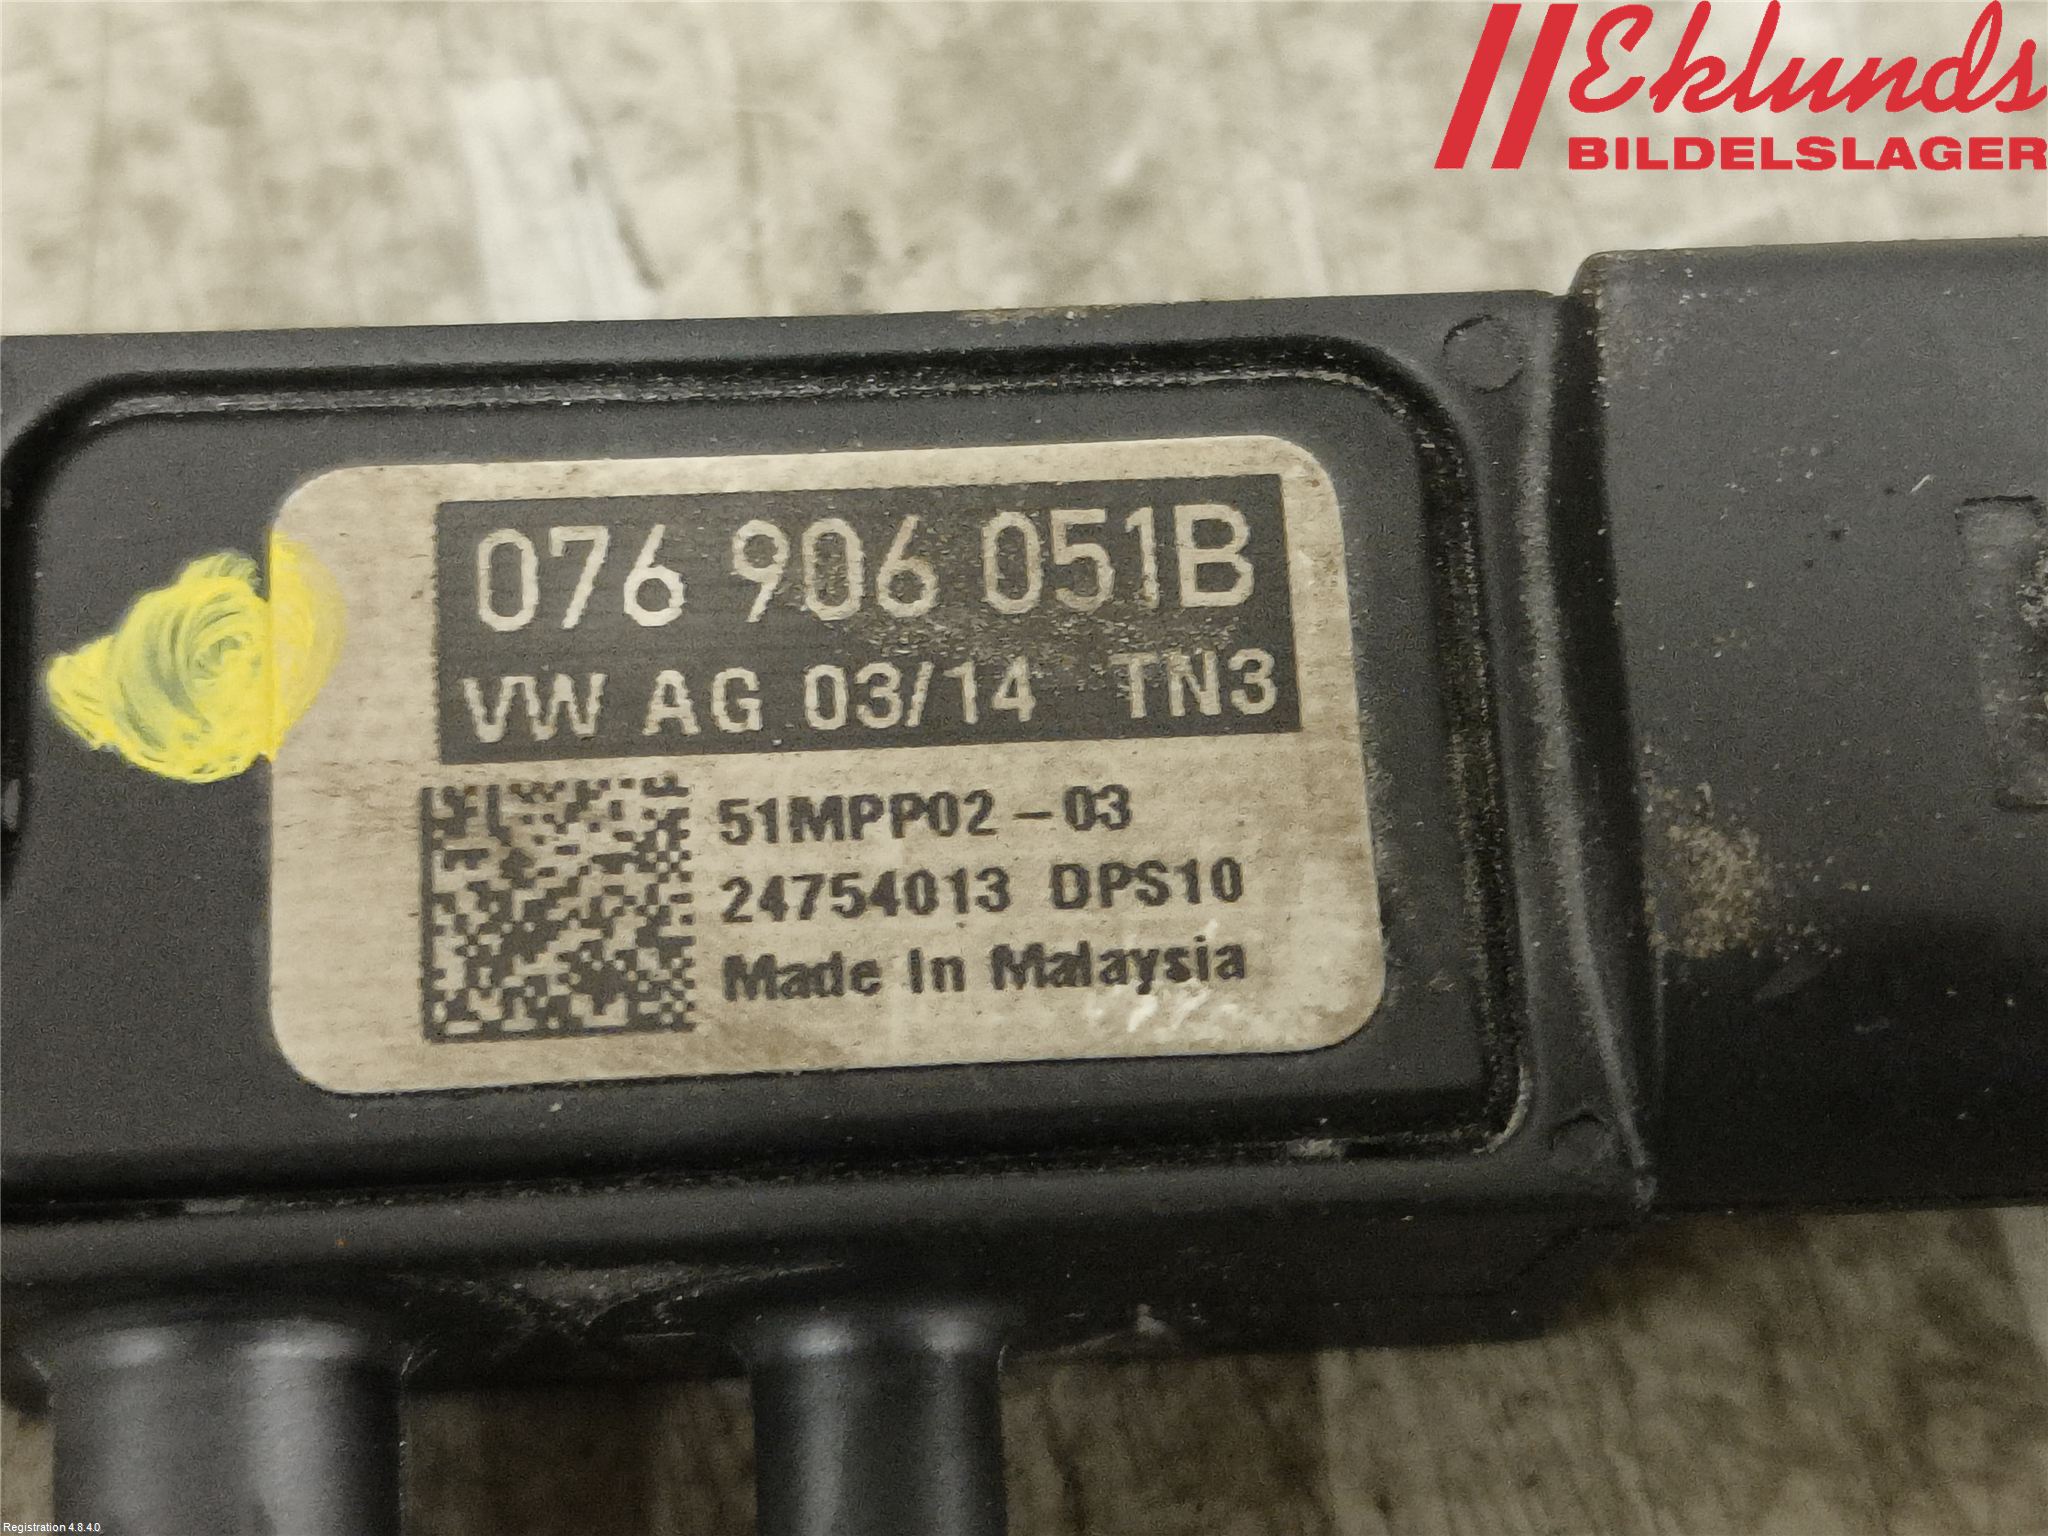 Eklunds
BILDELSLAGER
076 906 051B
VW AG 03/14 TN3
51MPP02-03
24754013 DPS10
Made In Malaysia
Registration 4.8.4.0